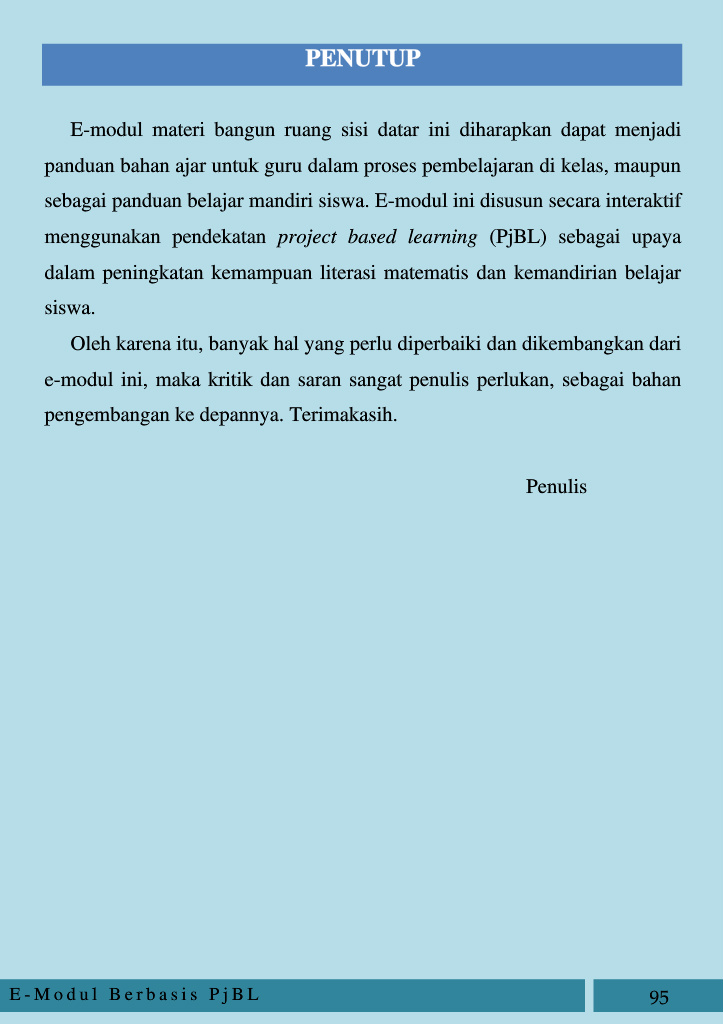 PENUTUP
E-modul materi bangun ruang sisi datar ini diharapkan dapat menjadi
panduan bahan ajar untuk guru dalam proses pembelajaran di kelas, maupun
sebagai panduan belajar mandiri siswa. E-modul ini disusun secara interaktif
menggunakan pendekatan project based learning (PjBL) sebagai upaya
dalam peningkatan kemampuan literasi matematis dan kemandirian belajar
siswa.
Oleh karena itu, banyak hal yang perlu diperbaiki dan dikembangkan dari
e-modul ini, maka kritik dan saran sangat penulis perlukan, sebagai bahan
pengembangan ke depannya. Terimakasih.
Penulis
E-Modul Berbasis PjBL 95